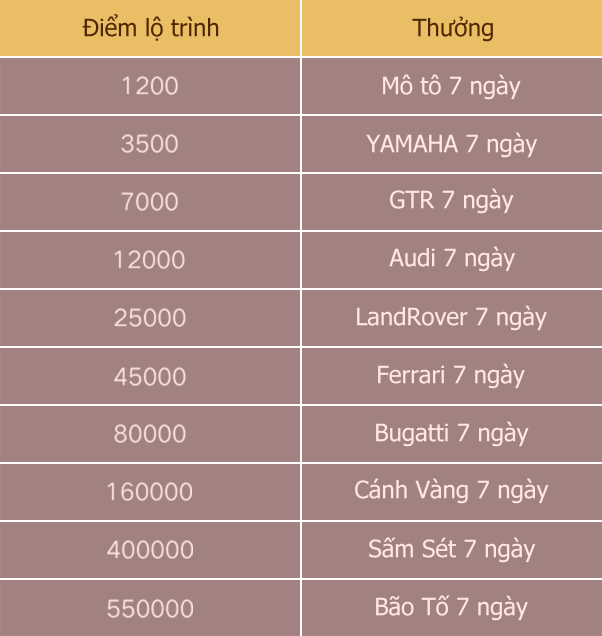 Điểm lộ trình Thưởng
1200 Mô tô 7 ngày
3500 YAMAHA 7 ngày
7000 GTR 7 ngày
12000 Audi 7 ngày
25000 LandRover 7 ngày
45000 Ferrari 7 ngày
80000 Bugatti 7 ngày
160000 Cánh Vàng 7 ngày
400000 Sấm Sét 7 ngày
550000 Bão Tố 7 ngày